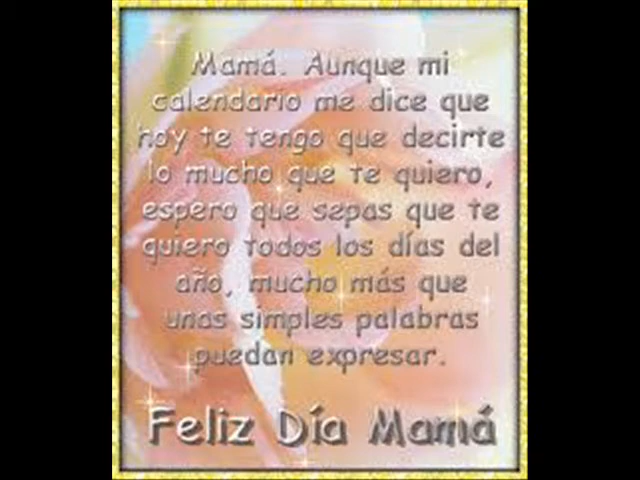 Mamá. Aunque mi
calendario me dice que
hoy te tengo que decirte
lo mucho que te quiero,
espero que sepas que te
quiero todos los días del
año, mucho más que
unas simples palabras
puedan expresar.
Feliz Día Mamá